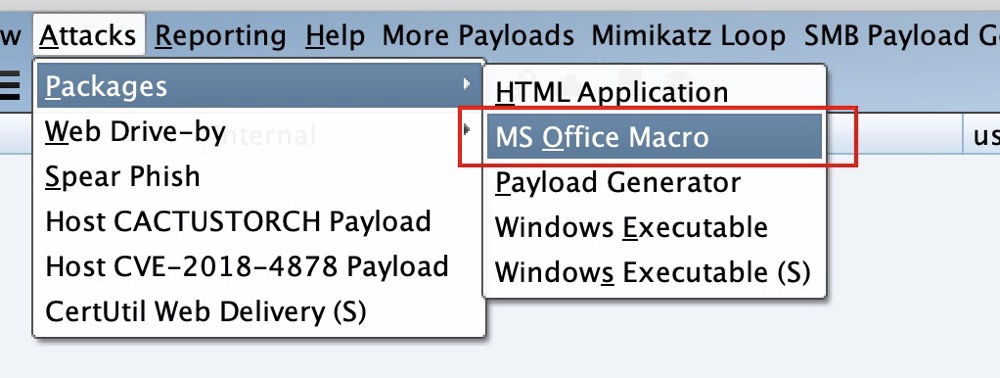 w Attacks Reporting Help More Payloads Mimikatz Loop SMB Payload G
Packages
Web Drive-by
Spear Phish
Host CACTUSTORCH Payload
Host CVE-2018-4878 Payload
CertUtil Web Delivery (S)
HTML Application
MS Office Macro
Payload Generator
Windows Executable
Windows Executable (S)
internal
us